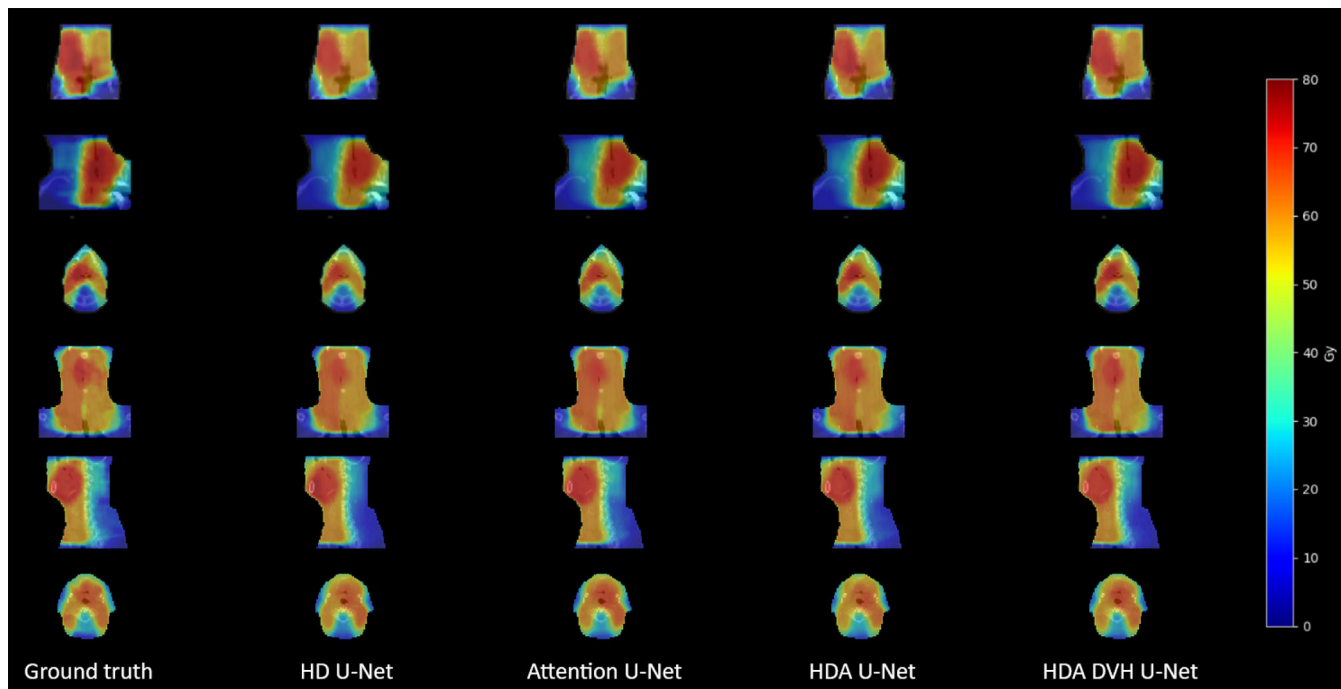 80
70
60
50
40
30
20
10
0
Gy
Ground truth
HD U-Net
Attention U-Net
HDA U-Net
HDA DVH U-Net